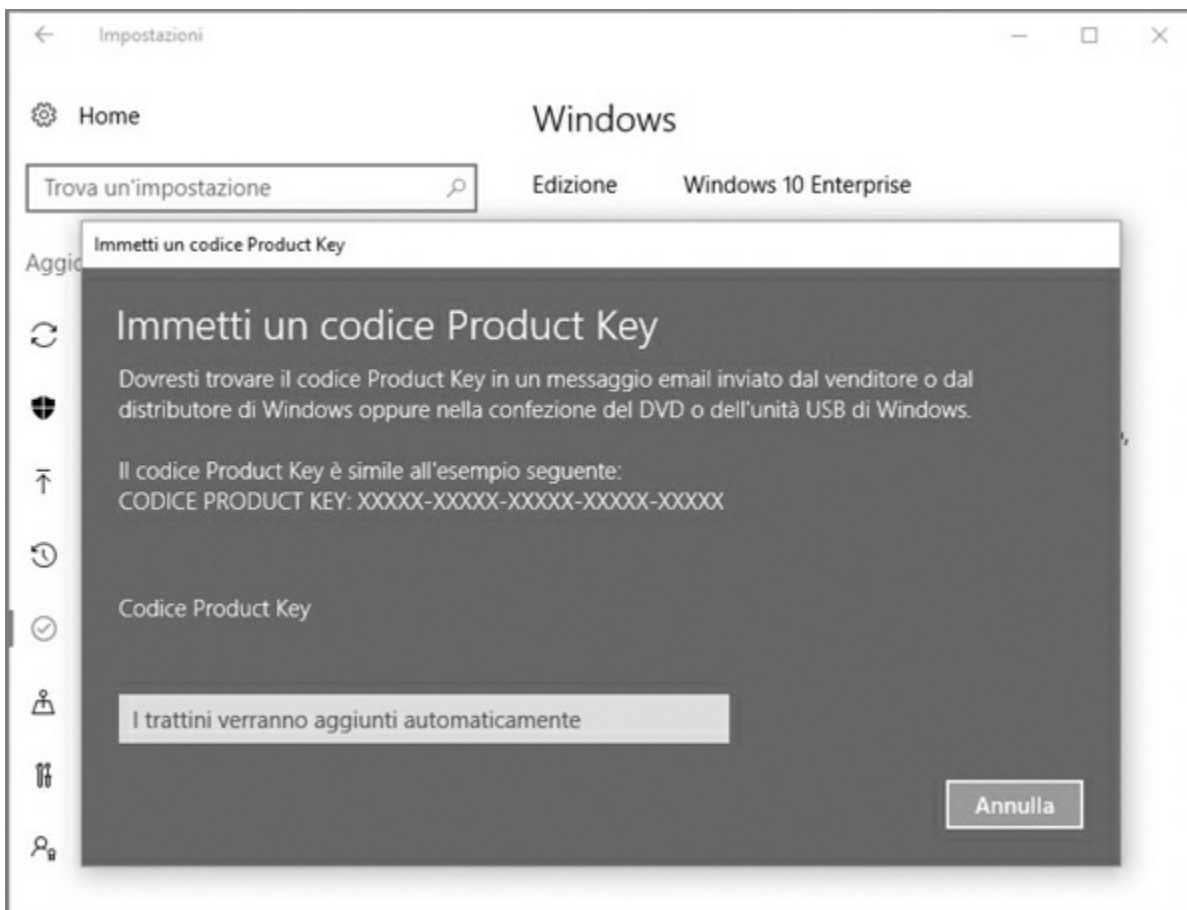 Impostazioni
Home
Windows
Trova un'impostazione
Edizione Windows 10 Enterprise
Immetti un codice Product Key
Aggio
Immetti un codice Product Key
Dovresti trovare il codice Product Key in un messaggio email inviato dal venditore o dal
distributore di Windows oppure nella confezione del DVD o dell'unità USB di Windows.
Il codice Product Key è simile all'esempio seguente:
CODICE PRODUCT KEY: XXXXX-XXXXX-XXXXX-XXXXX-XXXXX
Codice Product Key
I trattini verranno aggiunti automaticamente
Annulla